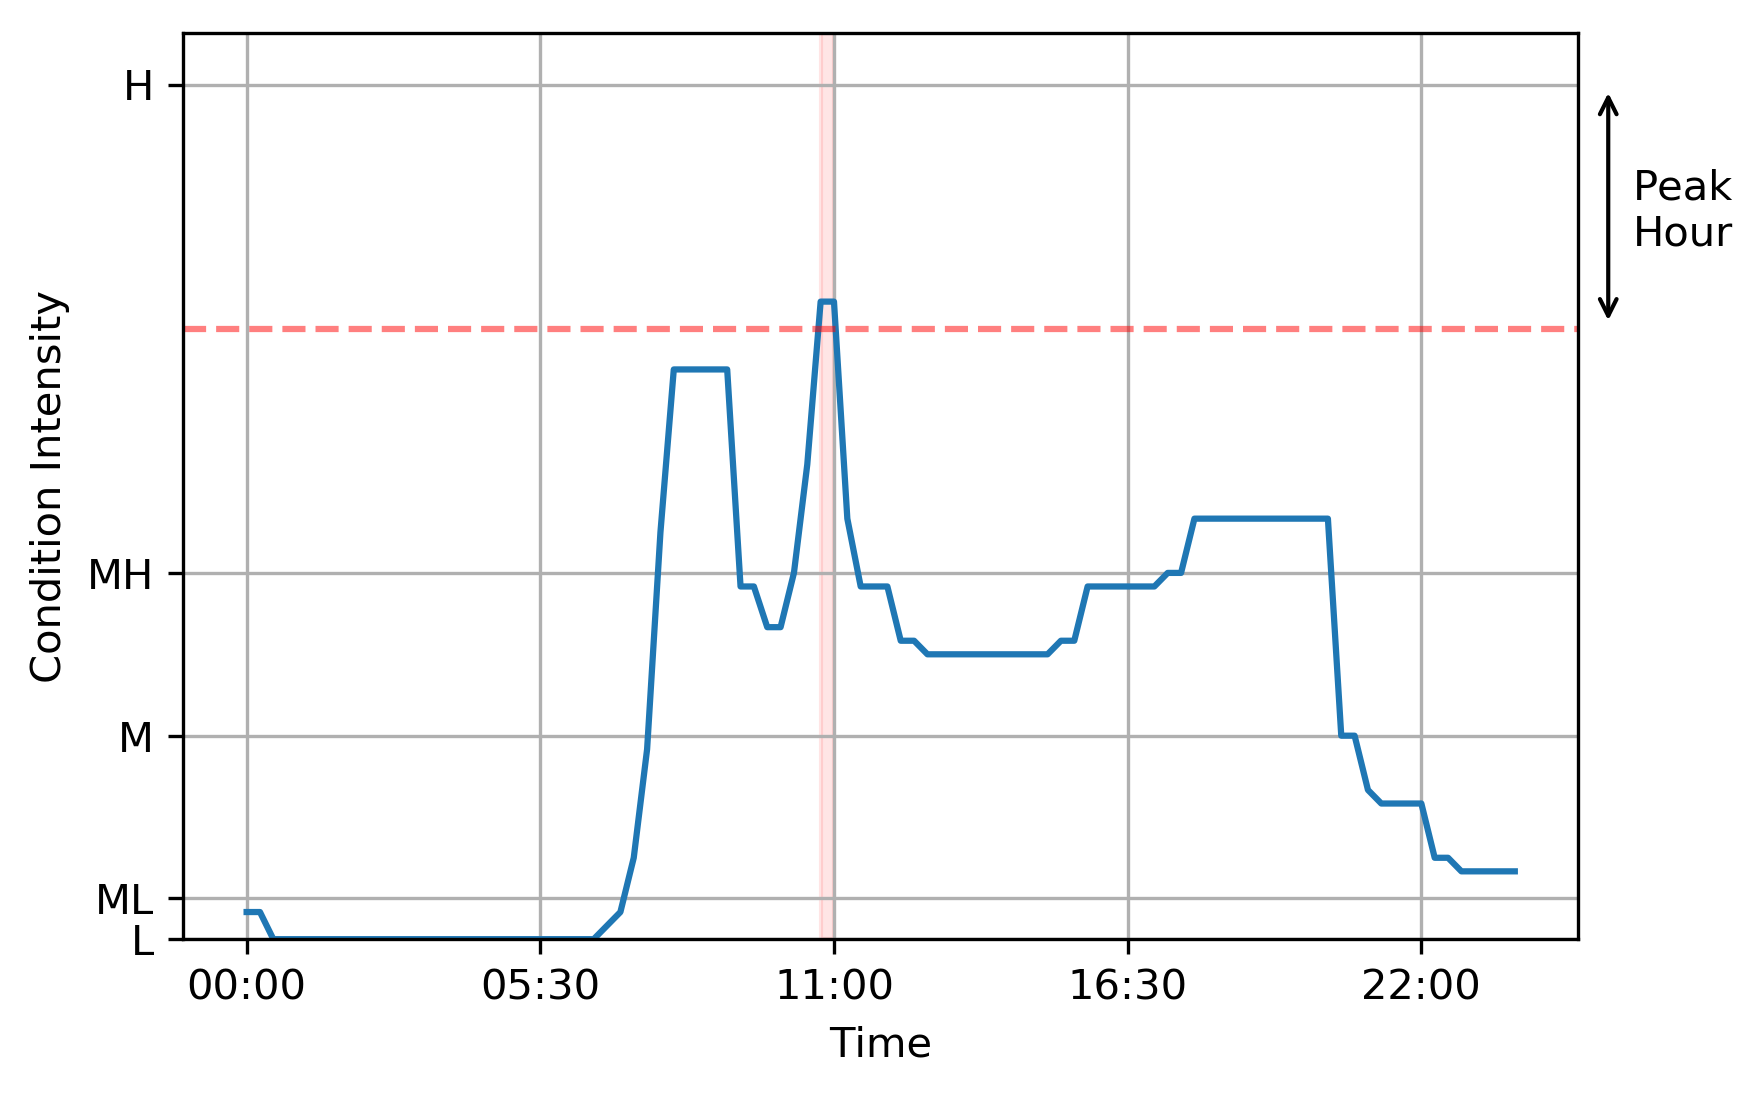 H
MH
M
ML
L
Condition Intensity
Peak
Hour
00:00
05:30
11:00
16:30
22:00
Time